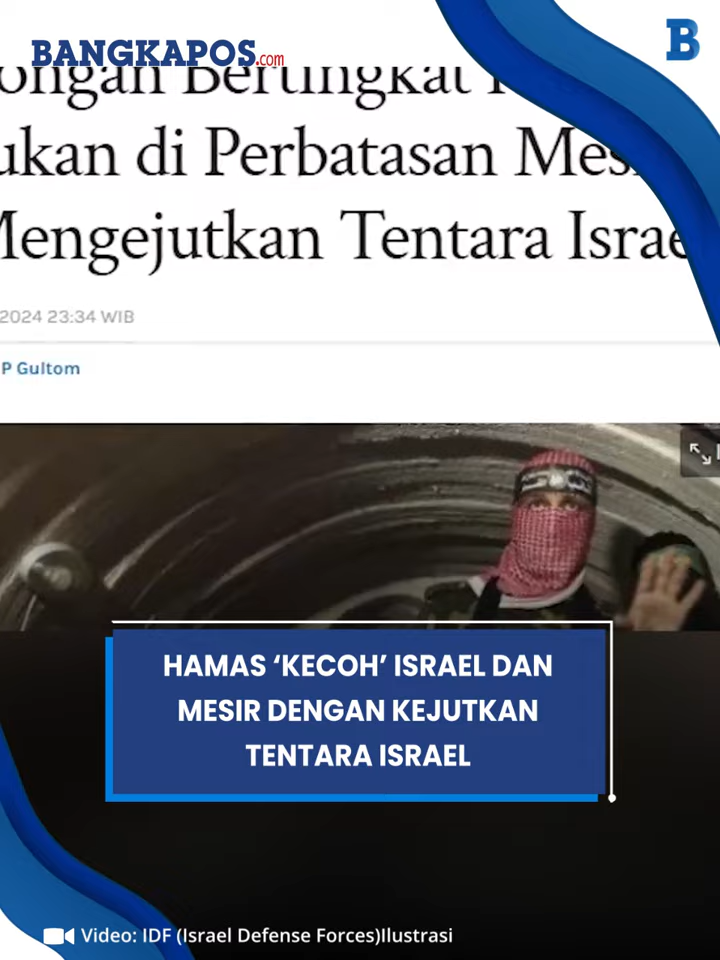 BANGKAPOS.com
B
ongan Bertingkat
ukan di Perbatasan Mes
Mengejutkan Tentara Israe
2024 23:34 WIB
P Gultom
HAMAS ‘KECOH’ ISRAEL DAN
MESIR DENGAN KEJUTKAN
TENTARA ISRAEL
Video: IDF (Israel Defense Forces)Ilustrasi